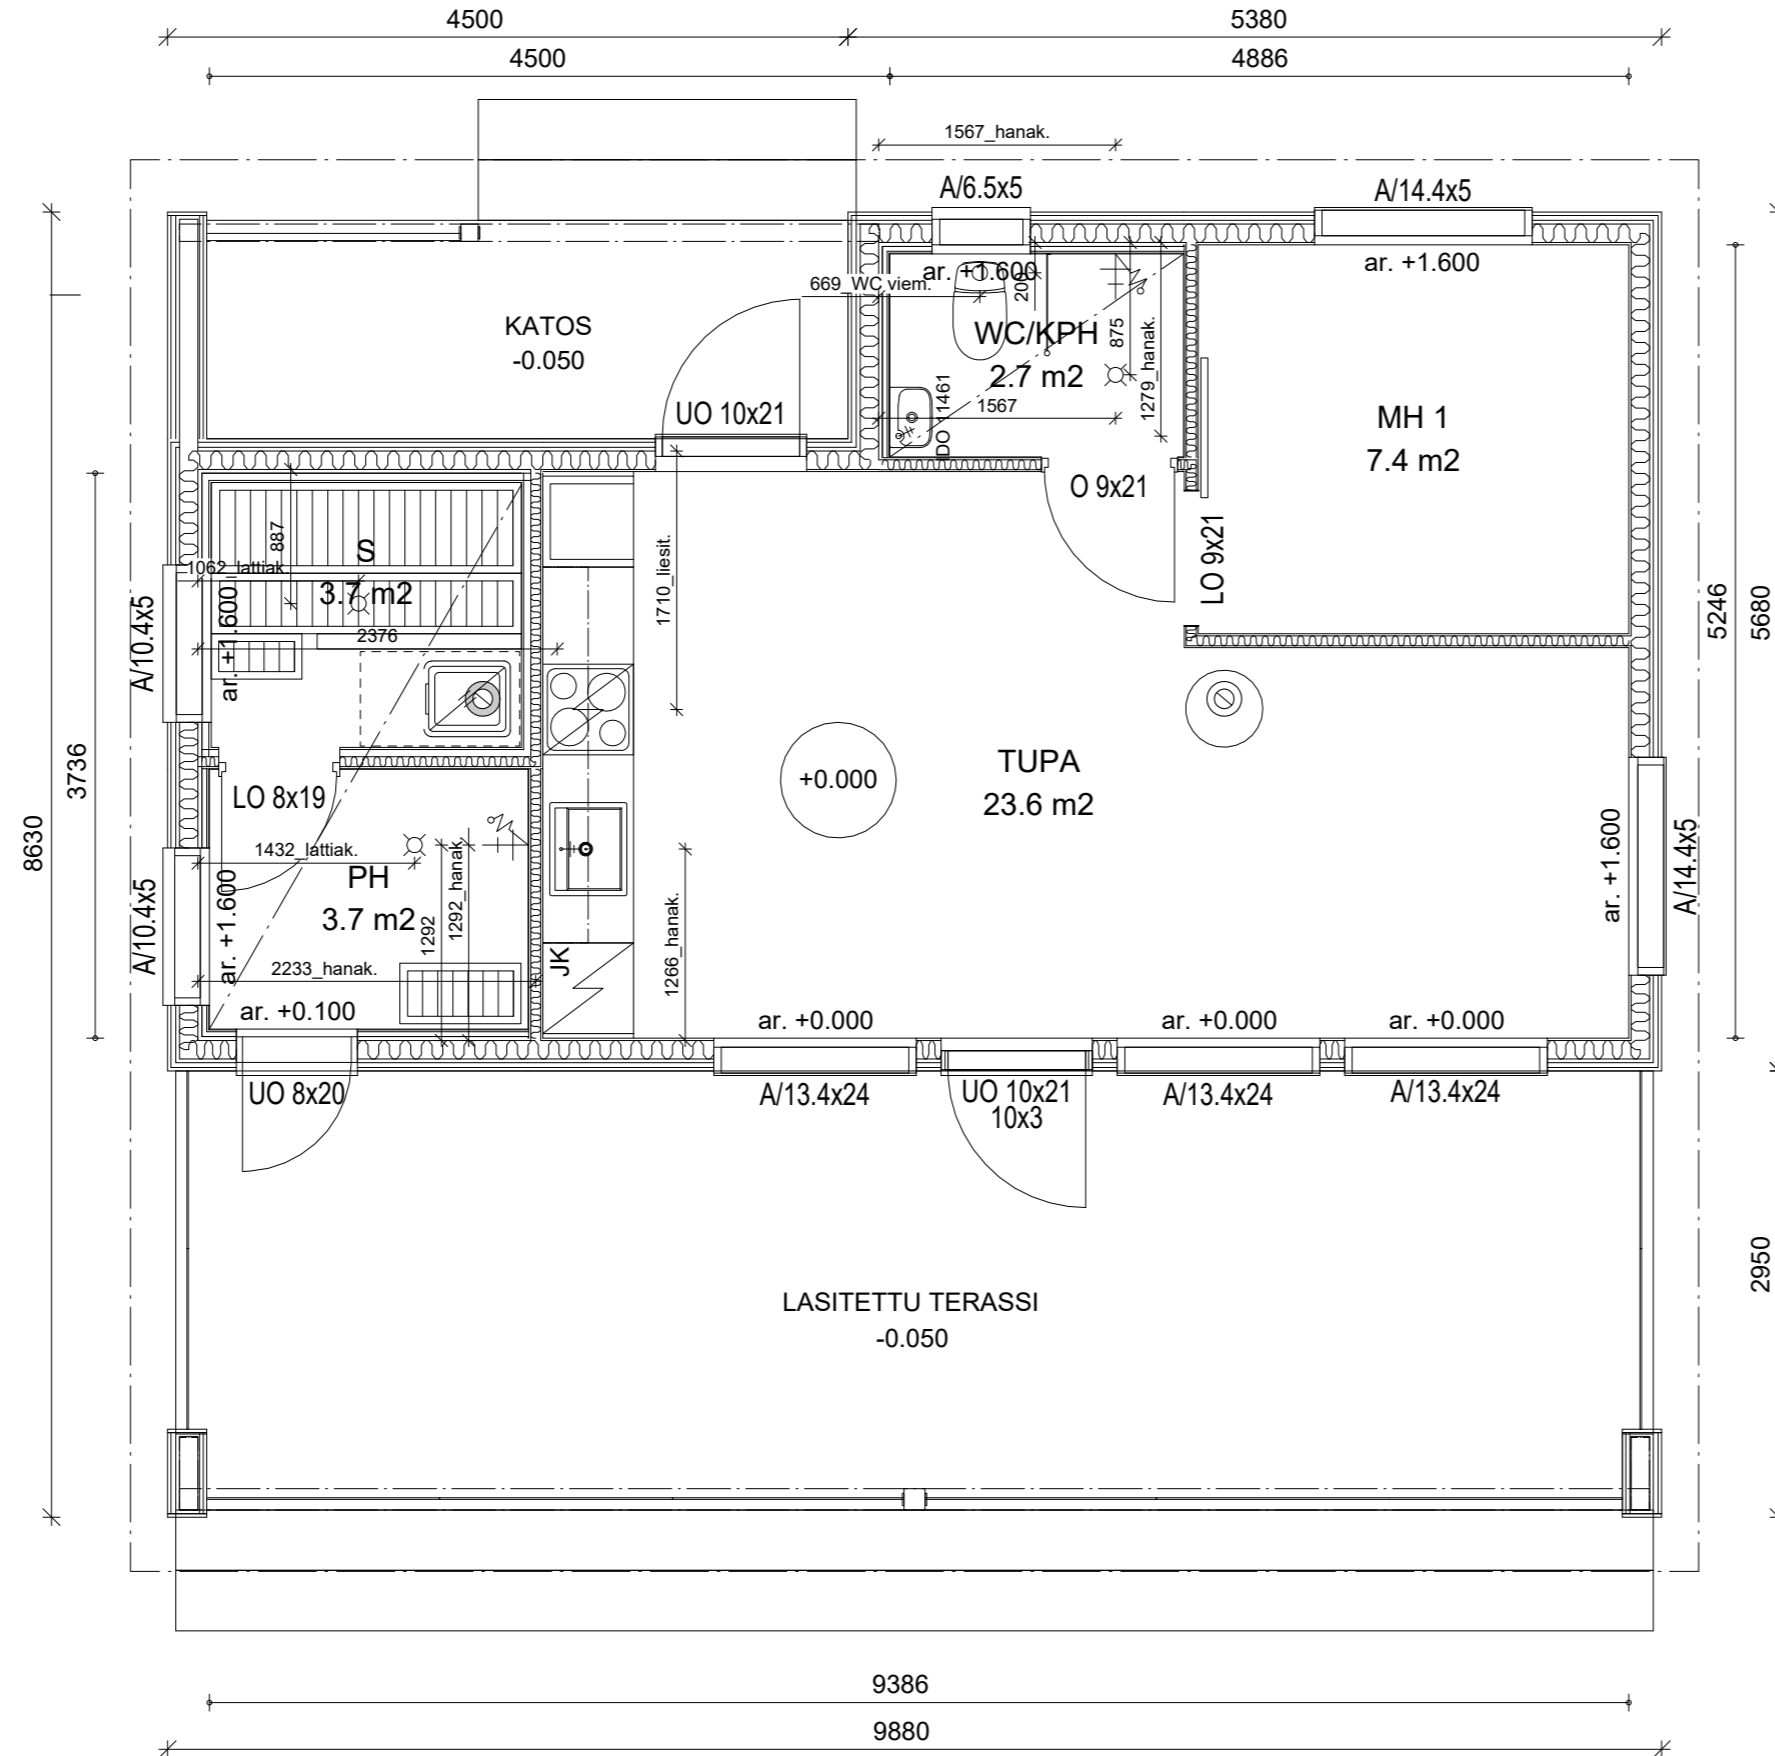 4500
5380
4500
4886
1567_hanak.
A/6.5x5
A/14.4x5
ar. +1.600
ar. +1.600
669_WC viem.
200
KATOS
-0.050
WC/KPH
2.7 m2
875
1279_hanak.
1461
1567
UO 10x21
MH 1
7.4 m2
O 9x21
LO 9x21
887
S
3.7 m2
1062_lattiak.
2376
1710_liesit.
A/10.4x5
ar. +1.600
5246
5680
3736
8630
TUPA
23.6 m2
+0.000
LO 8x19
1432_lattiak.
PH
3.7 m2
1292
1292_hanak.
2233_hanak.
A/10.4x5
ar. +1.600
ar. +0.100
JK
1266_hanak.
ar. +1.600
A/14.4x5
ar. +0.000
ar. +0.000
ar. +0.000
UO 8x20
A/13.4x24
UO 10x21
10x3
A/13.4x24
A/13.4x24
2950
LASITETTU TERASSI
-0.050
9386
9880